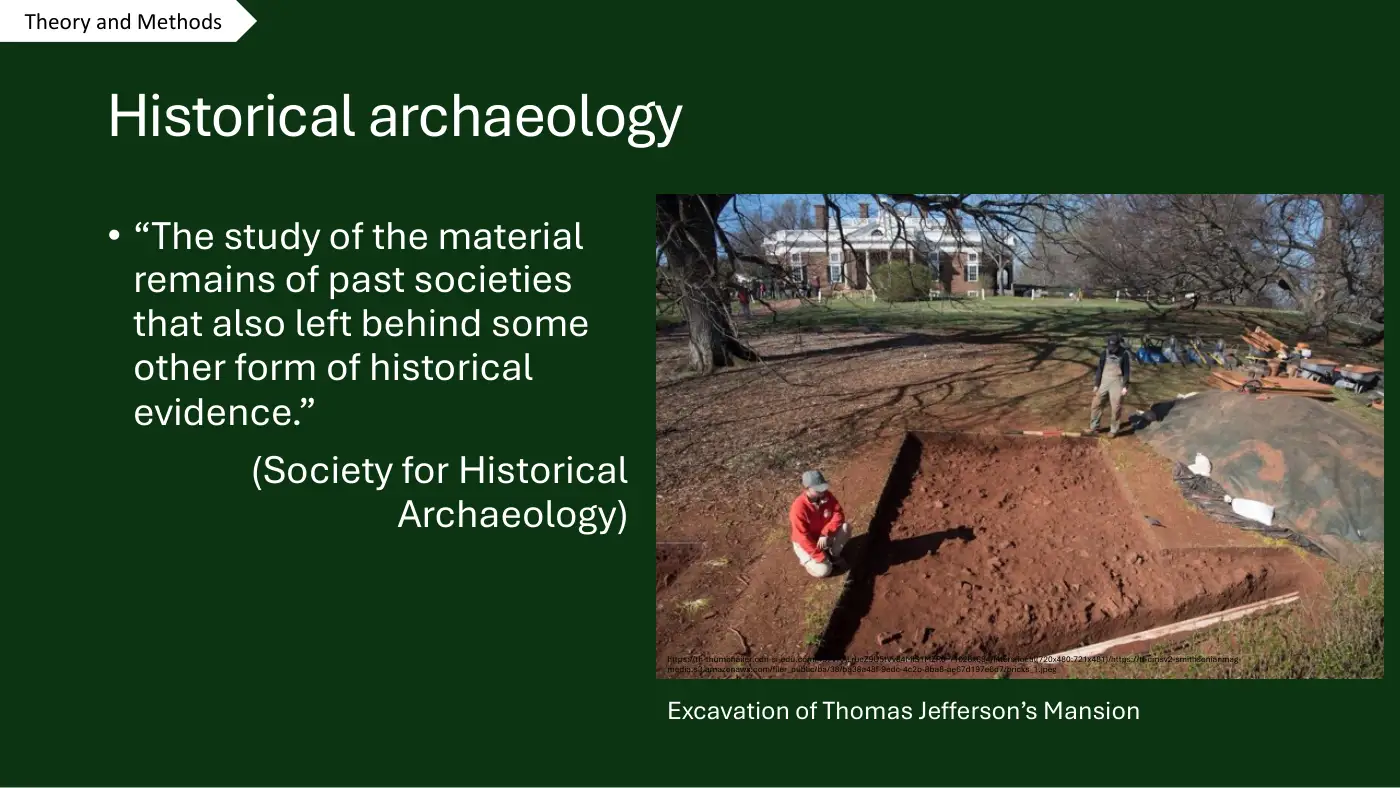 Theory and Methods
Historical archaeology
• “The study of the material
remains of past societies
that also left behind some
other form of historical
evidence.”
(Society for Historical
Archaeology)
Excavation of Thomas Jefferson’s Mansion